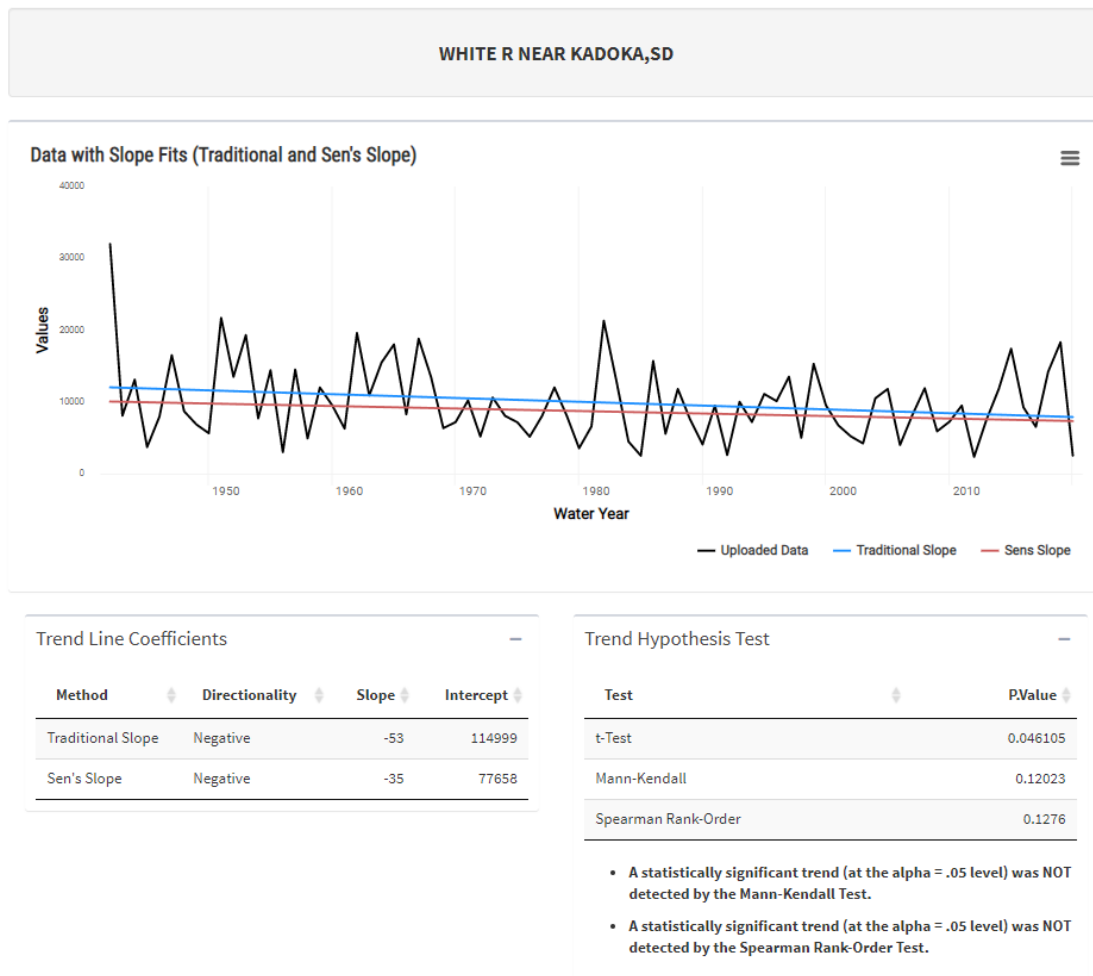 WHITE R NEAR KADOKA,SD
Data with Slope Fits (Traditional and Sen's Slope)
40000
30000
20000
10000
0
Values
1950 1960 1970 1980 1990 2000 2010
Water Year
Uploaded Data Traditional Slope Sens Slope
Trend Line Coefficients
Method Directionality Slope Intercept
Traditional Slope Negative -53 114999
Sen's Slope Negative -35 77658
Trend Hypothesis Test
Test P.Value
t-Test 0.046105
Mann-Kendall 0.12023
Spearman Rank-Order 0.1276
• A statistically significant trend (at the alpha = .05 level) was NOT
detected by the Mann-Kendall Test.
• A statistically significant trend (at the alpha = .05 level) was NOT
detected by the Spearman Rank-Order Test.